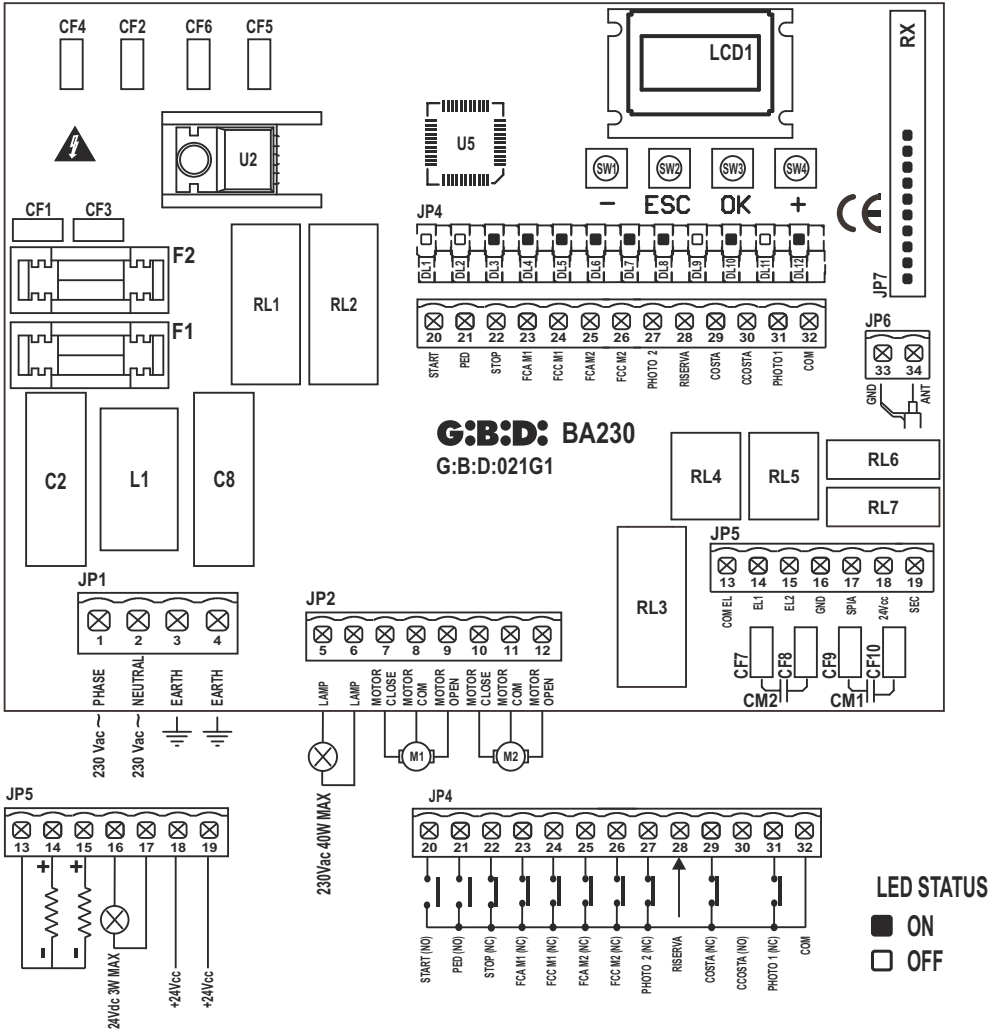 CF4 CF2 CF6 CF5
LCD1
RX
U2
U5
SW1 SW2 SW3 SW4
- ESC OK +
CF1 CF3
JP4
CE
F2
DL1 DL2 DL3 DL4 DL5 DL6 DL7 DL8 DL9 DL10 DL11 DL12
JP7
RL1 RL2
20 21 22 23 24 25 26 27 28 29 30 31 32
F1
JP6
33 34
START PED STOP FCA M1 FCC M1 FCA M2 FCC M2 PHOTO 2 RISERVA COSTA CCOSTA PHOTO 1 COM
GND ANT
G:B:D: BA230
G:B:D:021G1
C2 L1 C8
RL4 RL5 RL6
RL7
JP5
13 14 15 16 17 18 19
COM EL EL1 EL2 GND SPIA 24Vcc SEC
RL3
JP1
1 2 3 4
230 Vac ~ PHASE
230 Vac ~ NEUTRAL
EARTH
EARTH
JP2
5 6 7 8 9 10 11 12
LAMP
LAMP
MOTOR CLOSE
MOTOR COM
MOTOR OPEN
MOTOR CLOSE
MOTOR COM
MOTOR OPEN
CF7 CF8 CF9 CF10
CM2 CM1
M1 M2
230Vac 40W MAX
JP5
13 14 15 16 17 18 19
+ +
- -
24Vdc 3W MAX
+24Vcc
+24Vcc
JP4
20 21 22 23 24 25 26 27 28 29 30 31 32
START (NO)
PED (NO)
STOP (NC)
FCA M1 (NC)
FCC M1 (NC)
FCA M2 (NC)
FCC M2 (NC)
PHOTO 2 (NC)
RISERVA
COSTA (NC)
CCOSTA (NO)
PHOTO 1 (NC)
COM
LED STATUS
ON
OFF